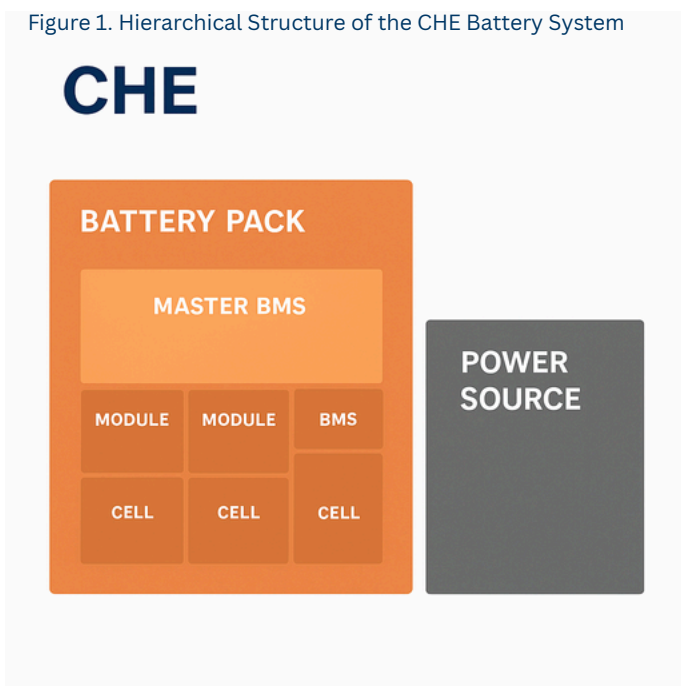 Figure 1. Hierarchical Structure of the CHE Battery System
CHE
BATTERY PACK
MASTER BMS
MODULE
MODULE
BMS
CELL
CELL
CELL
POWER
SOURCE